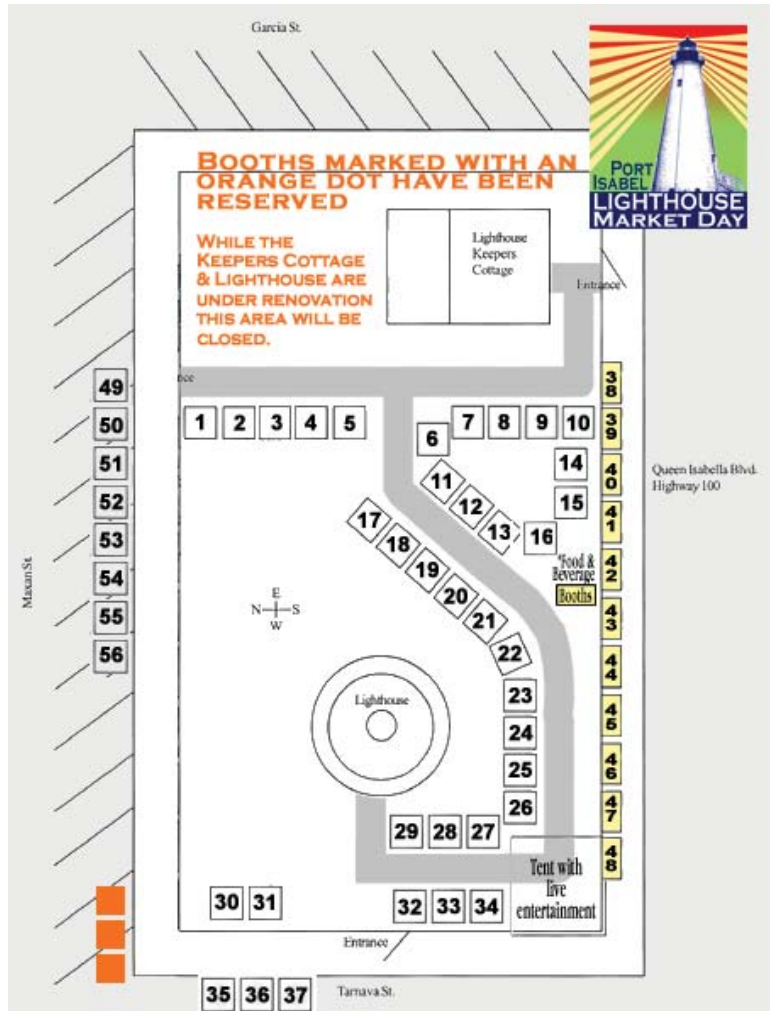 Garcia St.
PORT
ISABEL
LIGHTHOUSE
MARKET DAY
BOOTHS MARKED WITH AN
ORANGE DOT HAVE BEEN
RESERVED
WHILE THE
KEEPERS COTTAGE
& LIGHTHOUSE ARE
UNDER RENOVATION
THIS AREA WILL BE
CLOSED.
Lighthouse
Keepers
Cottage
Entrance
nce
49
50
51
52
53
54
55
56
Maxan St.
1 2 3 4 5
6
7 8 9 10
11
12
13
14
15
16
17
18
19
20
21
22
23
24
25
26
29 28 27
*Food &
Beverage
Booths
38
39
40
41
42
43
44
45
46
47
48
Queen Isabella Blvd.
Highway 100
E
N S
W
Lighthouse
Tent with
live
entertainment
30 31
32 33 34
Entrance
35 36 37
Tarnava St.